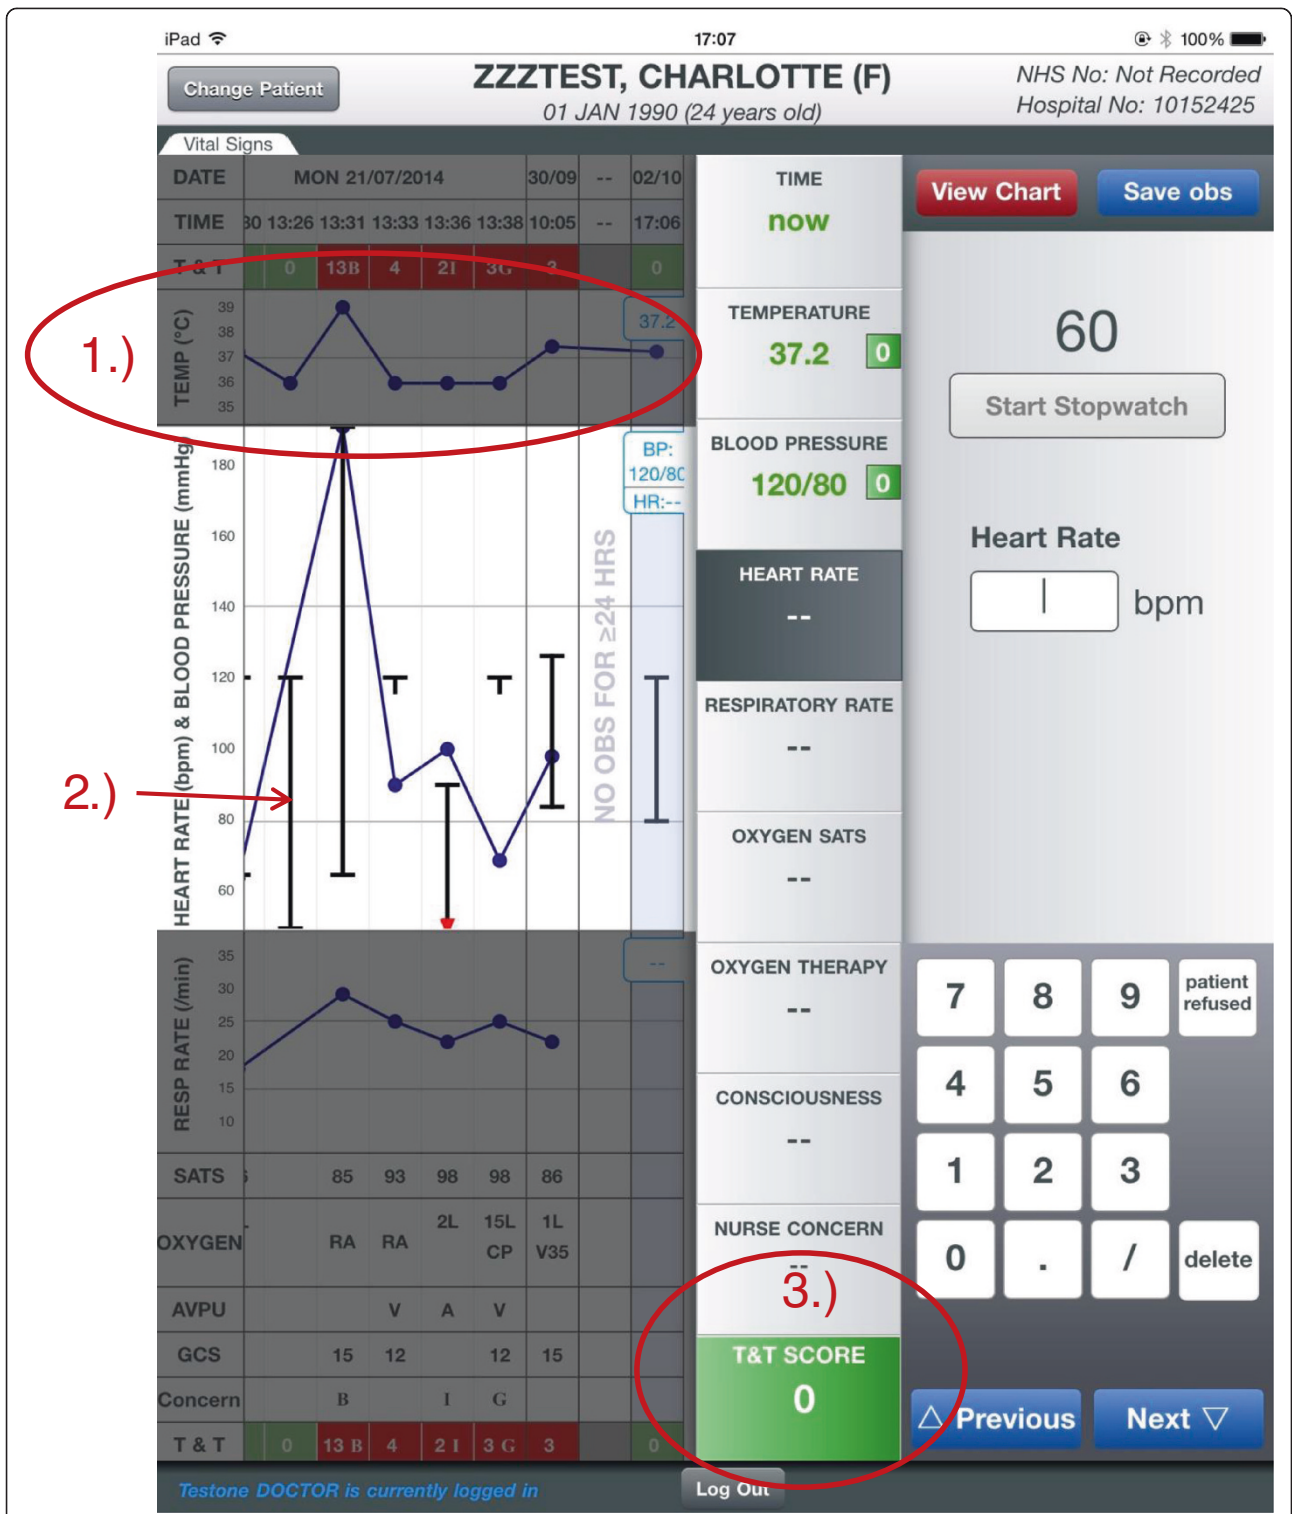 iPad 17:07 100%
Change Patient
ZZZTEST, CHARLOTTE (F)
01 JAN 1990 (24 years old)
NHS No: Not Recorded
Hospital No: 10152425
Vital Signs
DATE MON 21/07/2014 30/09 -- 02/10
TIME 30 13:26 13:31 13:33 13:36 13:38 10:05 -- 17:06
T & T 0 13B 4 2I 3G 3 0
1.)
TEMP (°C)
39
38
37
36
35
37.2
HEART RATE (bpm) & BLOOD PRESSURE (mmHg)
180
160
140
120
100
80
60
BP:
120/80
HR:--
NO OBS FOR ≥24 HRS
2.)
RESP RATE (/min)
35
30
25
20
15
10
--
SATS 85 93 98 98 86
OXYGEN RA RA 2L 15L CP 1L V35
AVPU V A V
GCS 15 12 12 15
Concern B I G
T & T 0 13 B 4 2 I 3 G 3 0
TIME
now
TEMPERATURE
37.2 0
BLOOD PRESSURE
120/80 0
HEART RATE
--
RESPIRATORY RATE
--
OXYGEN SATS
--
OXYGEN THERAPY
--
CONSCIOUSNESS
--
NURSE CONCERN
--
3.)
T&T SCORE
0
View Chart
Save obs
60
Start Stopwatch
Heart Rate
bpm
7 8 9 patient refused
4 5 6
1 2 3
0 . / delete
△ Previous
Next ▽
Testone DOCTOR is currently logged in
Log Out